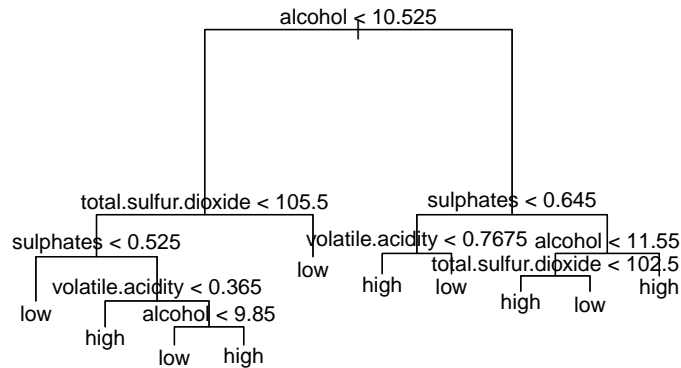 alcohol < 10.525
total.sulfur.dioxide < 105.5
sulphates < 0.645
sulphates < 0.525
volatile.acidity < 0.7675
alcohol < 11.55
low
total.sulfur.dioxide < 102.5
volatile.acidity < 0.365
high
low
high
low
alcohol < 9.85
high
low
high
low
high